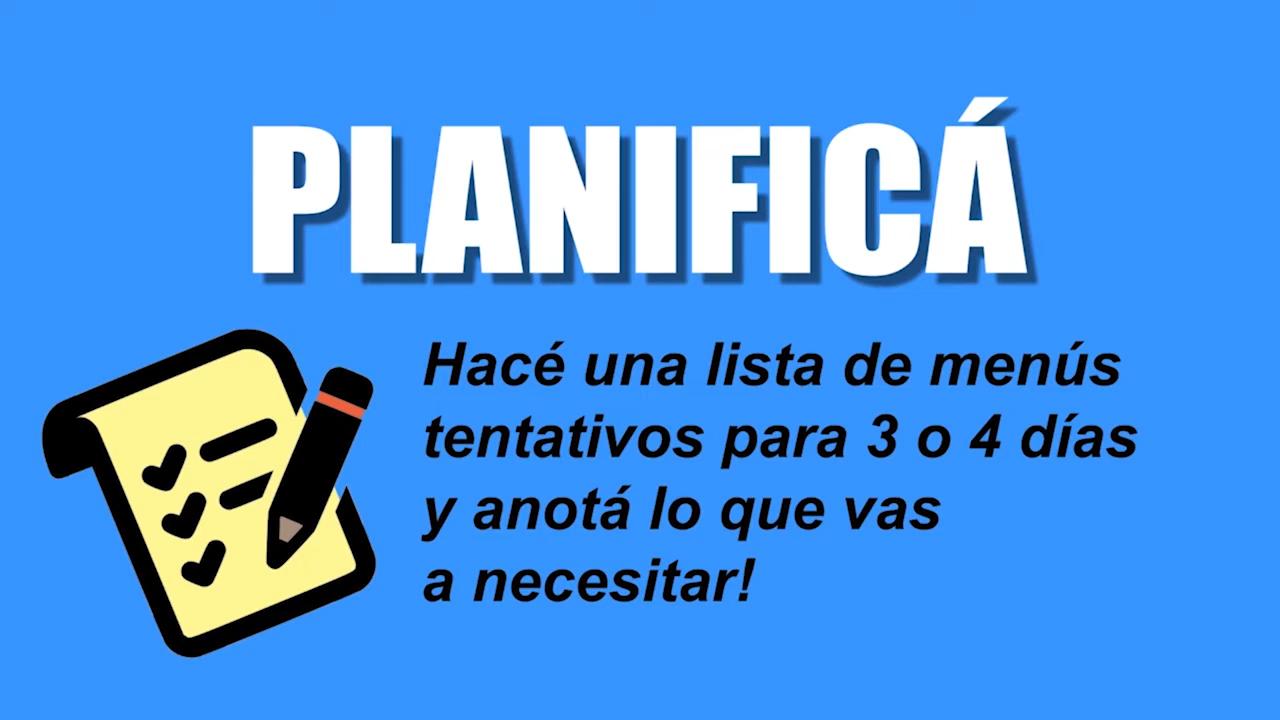 PLANIFICÁ
Hacé una lista de menús
tentativos para 3 o 4 días
y anotá lo que vas
a necesitar!